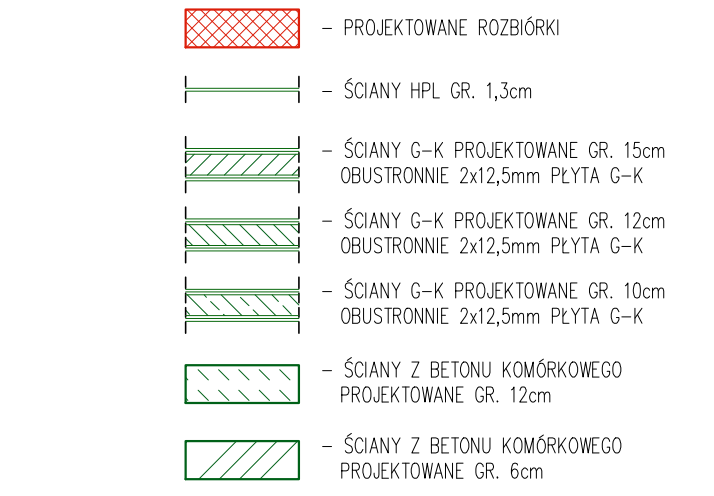 – PROJEKTOWANE ROZBIÓRKI
– ŚCIANY HPL GR. 1,3cm
– ŚCIANY G–K PROJEKTOWANE GR. 15cm
OBUSTRONNIE 2x12,5mm PŁYTA G–K
– ŚCIANY G–K PROJEKTOWANE GR. 12cm
OBUSTRONNIE 2x12,5mm PŁYTA G–K
– ŚCIANY G–K PROJEKTOWANE GR. 10cm
OBUSTRONNIE 2x12,5mm PŁYTA G–K
– ŚCIANY Z BETONU KOMÓRKOWEGO
PROJEKTOWANE GR. 12cm
– ŚCIANY Z BETONU KOMÓRKOWEGO
PROJEKTOWANE GR. 6cm